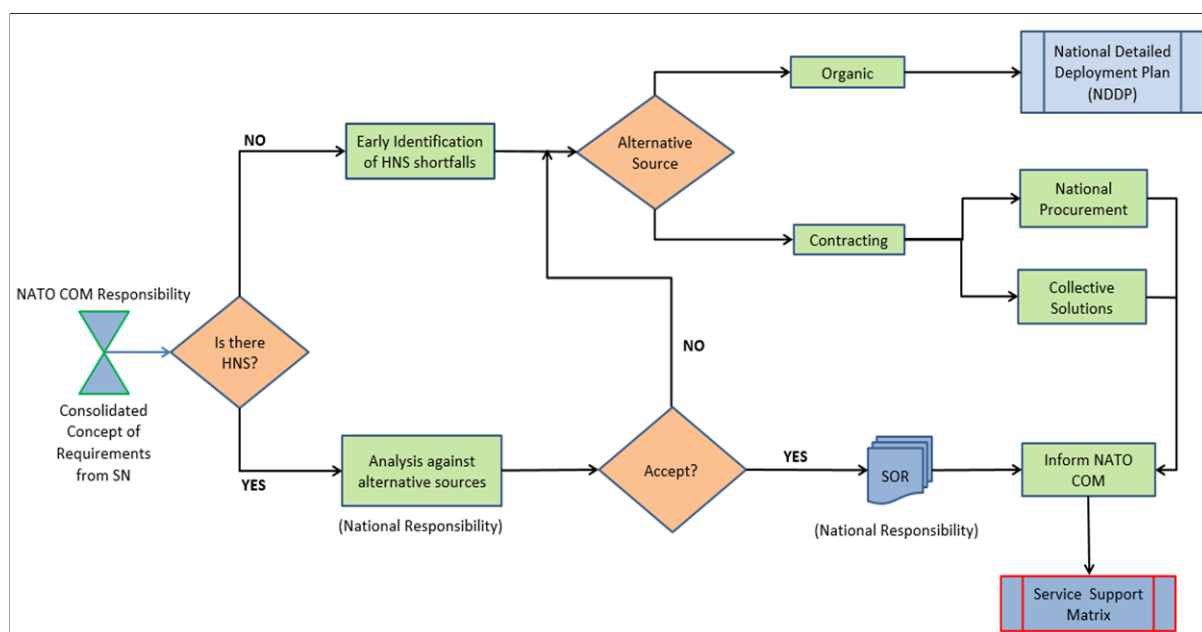 National Detailed
Deployment Plan
(NDDP)
Organic
NO
Early Identification
of HNS shortfalls
Alternative
Source
National
Procurement
Contracting
NATO COM Responsibility
Collective
Solutions
Is there
HNS?
NO
Consolidated
Concept of
Requirements
from SN
YES
Analysis against
alternative sources
(National Responsibility)
Accept?
YES
SOR
(National Responsibility)
Inform NATO
COM
Service Support
Matrix